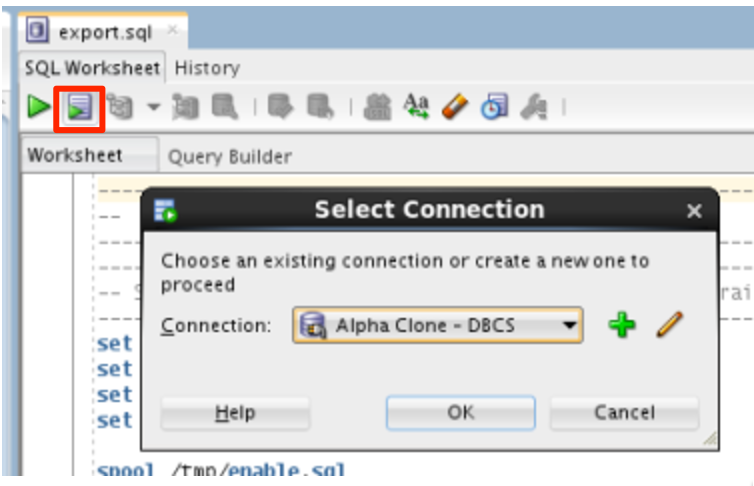 export.sql
SQL Worksheet History
Aa
Worksheet Query Builder
--
Select Connection
Choose an existing connection or create a new one to
proceed
Connection: Alpha Clone - DBCS
Help OK Cancel
set
set
set
set
spool /tmp/enable.sql